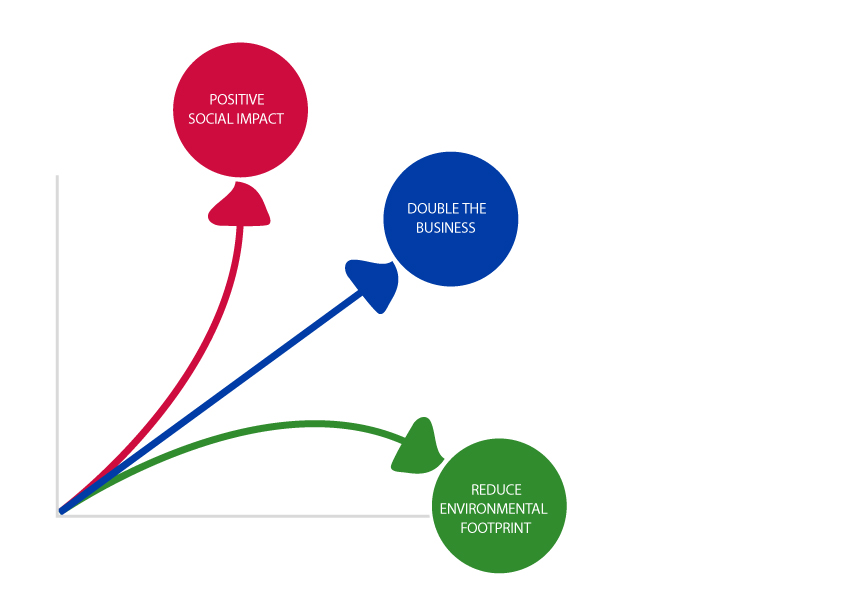 POSITIVE
SOCIAL IMPACT
DOUBLE THE
BUSINESS
REDUCE
ENVIRONMENTAL
FOOTPRINT